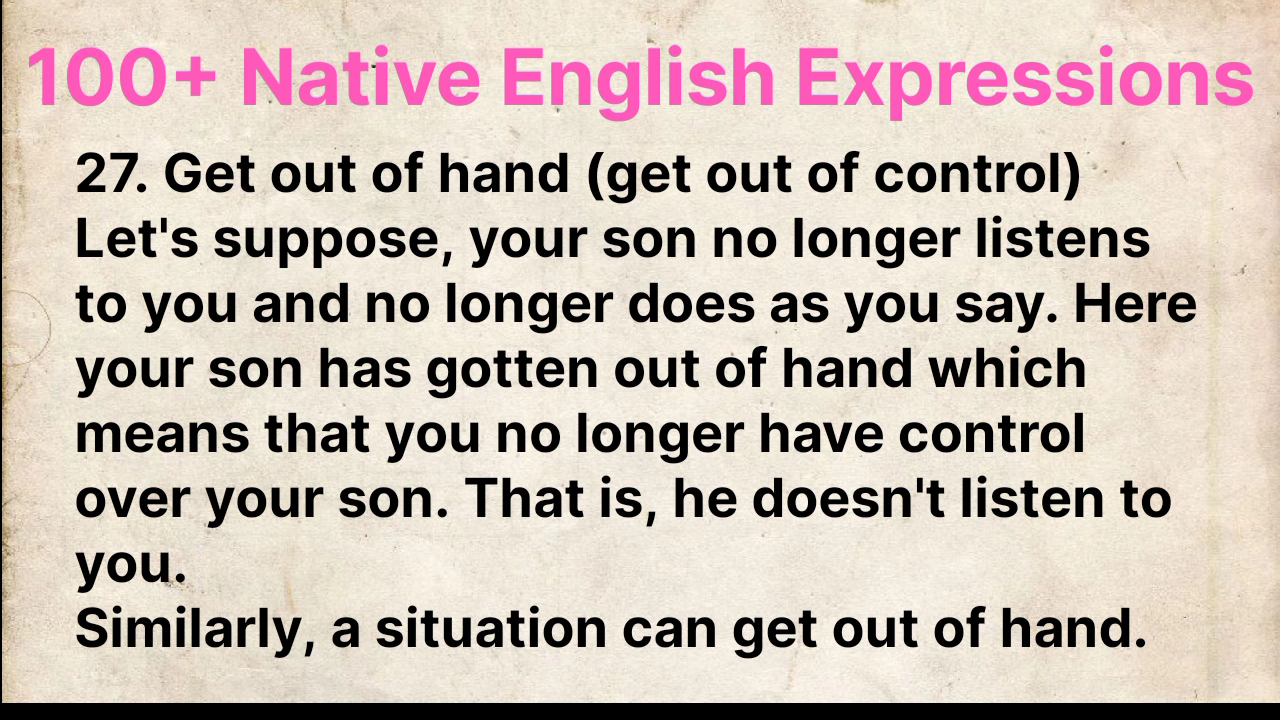 100+ Native English Expressions
27. Get out of hand (get out of control)
Let's suppose, your son no longer listens
to you and no longer does as you say. Here
your son has gotten out of hand which
means that you no longer have control
over your son. That is, he doesn't listen to
you.
Similarly, a situation can get out of hand.